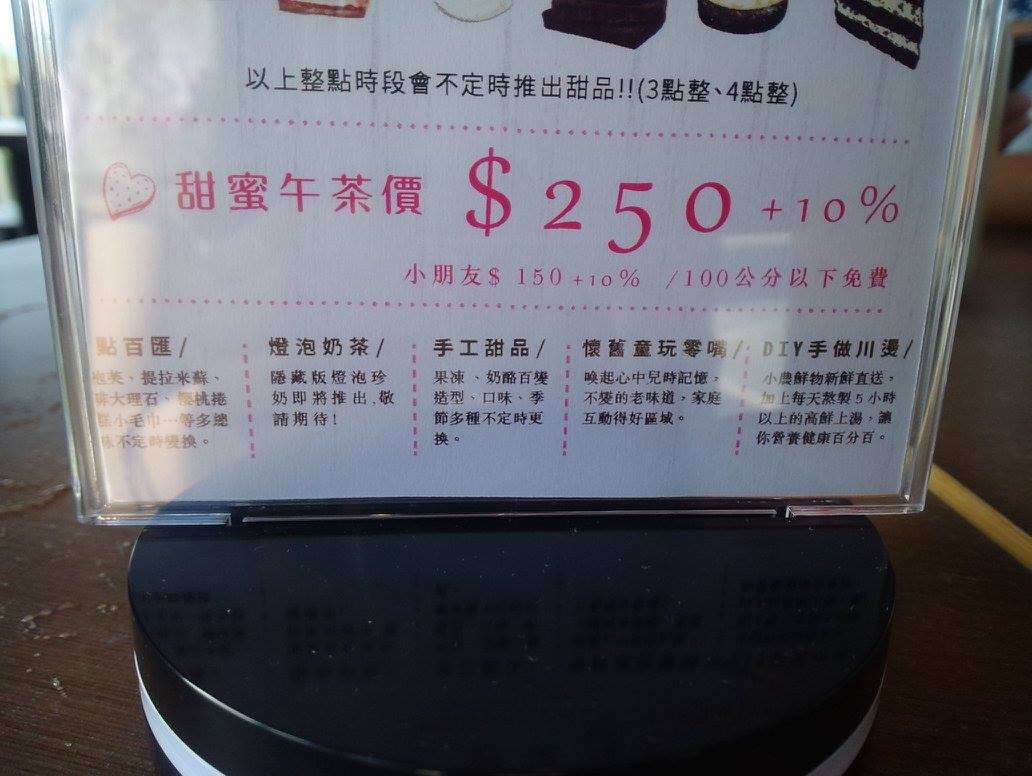 以上整點時段會不定時推出甜品!!(3點整、4點整)
甜蜜午茶價 $250 +10%
小朋友$ 150 +10% /100公分以下免費
點百匯/
泡芙、提拉米蘇、
大理石、櫻桃捲
小毛巾…等多總
不定時變換。
燈泡奶茶/
隱藏版燈泡珍
奶即將推出,敬
請期待!
手工甜品/
果凍、奶酪百變
造型、口味、季
節多種不定時更
換。
懷舊童玩零嘴/
喚起心中兒時記憶,
不變的老味道,家庭
互動得好區域。
DIY手做川燙/
小農鮮物新鮮直送,
加上每天熬製5小時
以上的高鮮上湯,讓
你營養健康百分百。